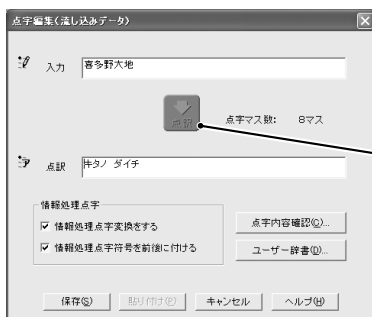 点字編集(流し込みデータ)
入力 喜多野大地
点訳
点字マス数: 8マス
点訳 キタノ ダイチ
情報処理点字
情報処理点字変換をする
情報処理点字符号を前後に付ける
点字内容確認(C)...
ユーザー辞書(D)...
保存(S) 貼り付け(P) キャンセル ヘルプ(H)